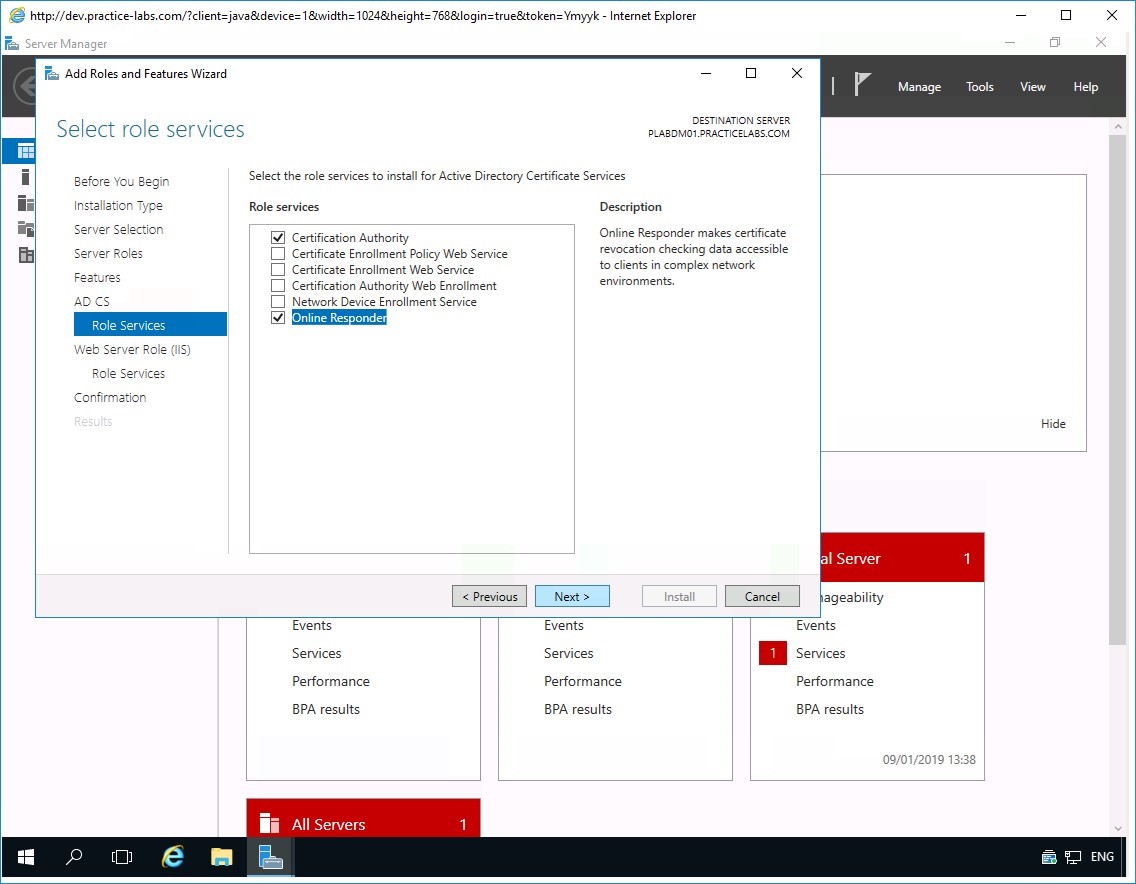 http://dev.practice-labs.com/?client=java&device=1&width=1024&height=768&login=true&token=Ymyyk - Internet Explorer
Server Manager
Add Roles and Features Wizard
Manage Tools View Help
Select role services
DESTINATION SERVER
PLABDM01.PRACTICELABS.COM
Before You Begin
Installation Type
Server Selection
Server Roles
Features
AD CS
Role Services
Web Server Role (IIS)
Role Services
Confirmation
Results
Select the role services to install for Active Directory Certificate Services
Role services
Certification Authority
Certificate Enrollment Policy Web Service
Certificate Enrollment Web Service
Certification Authority Web Enrollment
Network Device Enrollment Service
Online Responder
Description
Online Responder makes certificate
revocation checking data accessible
to clients in complex network
environments.
Hide
< Previous
Next >
Install
Cancel
Events
Services
Performance
BPA results
Events
Services
Performance
BPA results
al Server 1
nageability
Events
1 Services
Performance
BPA results
09/01/2019 13:38
All Servers 1
ENG